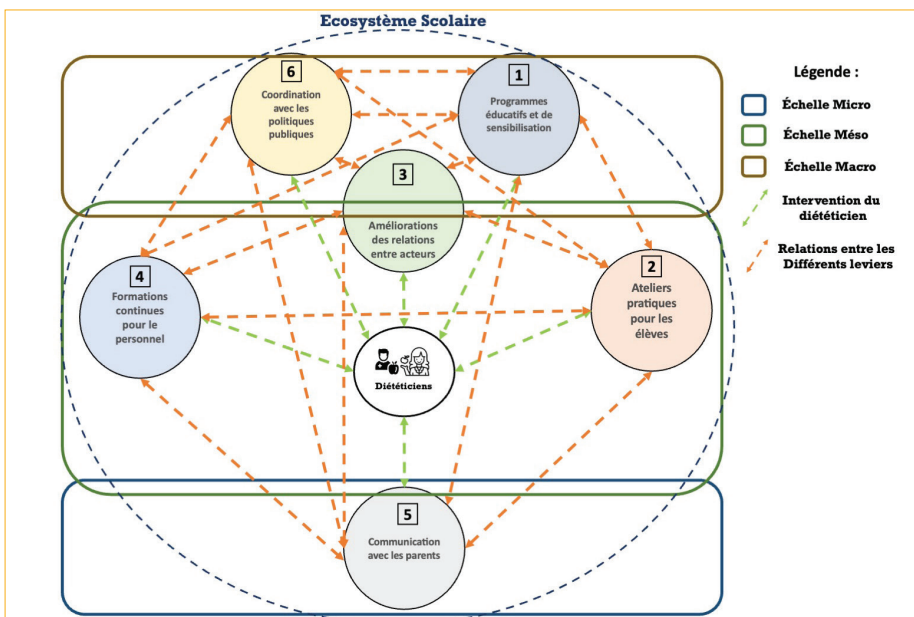 Ecosystème Scolaire
6
Coordination
avec les
politiques
publiques
1
Programmes
éducatifs et de
sensibilisation
3
Améliorations
des relations
entre acteurs
4
Formations
continues
pour le
personnel
2
Ateliers
pratiques
pour les
élèves
Diététiciens
5
Communication
avec les parents
Légende :
Échelle Micro
Échelle Méso
Échelle Macro
Intervention du
diététicien
Relations entre les
Différents leviers